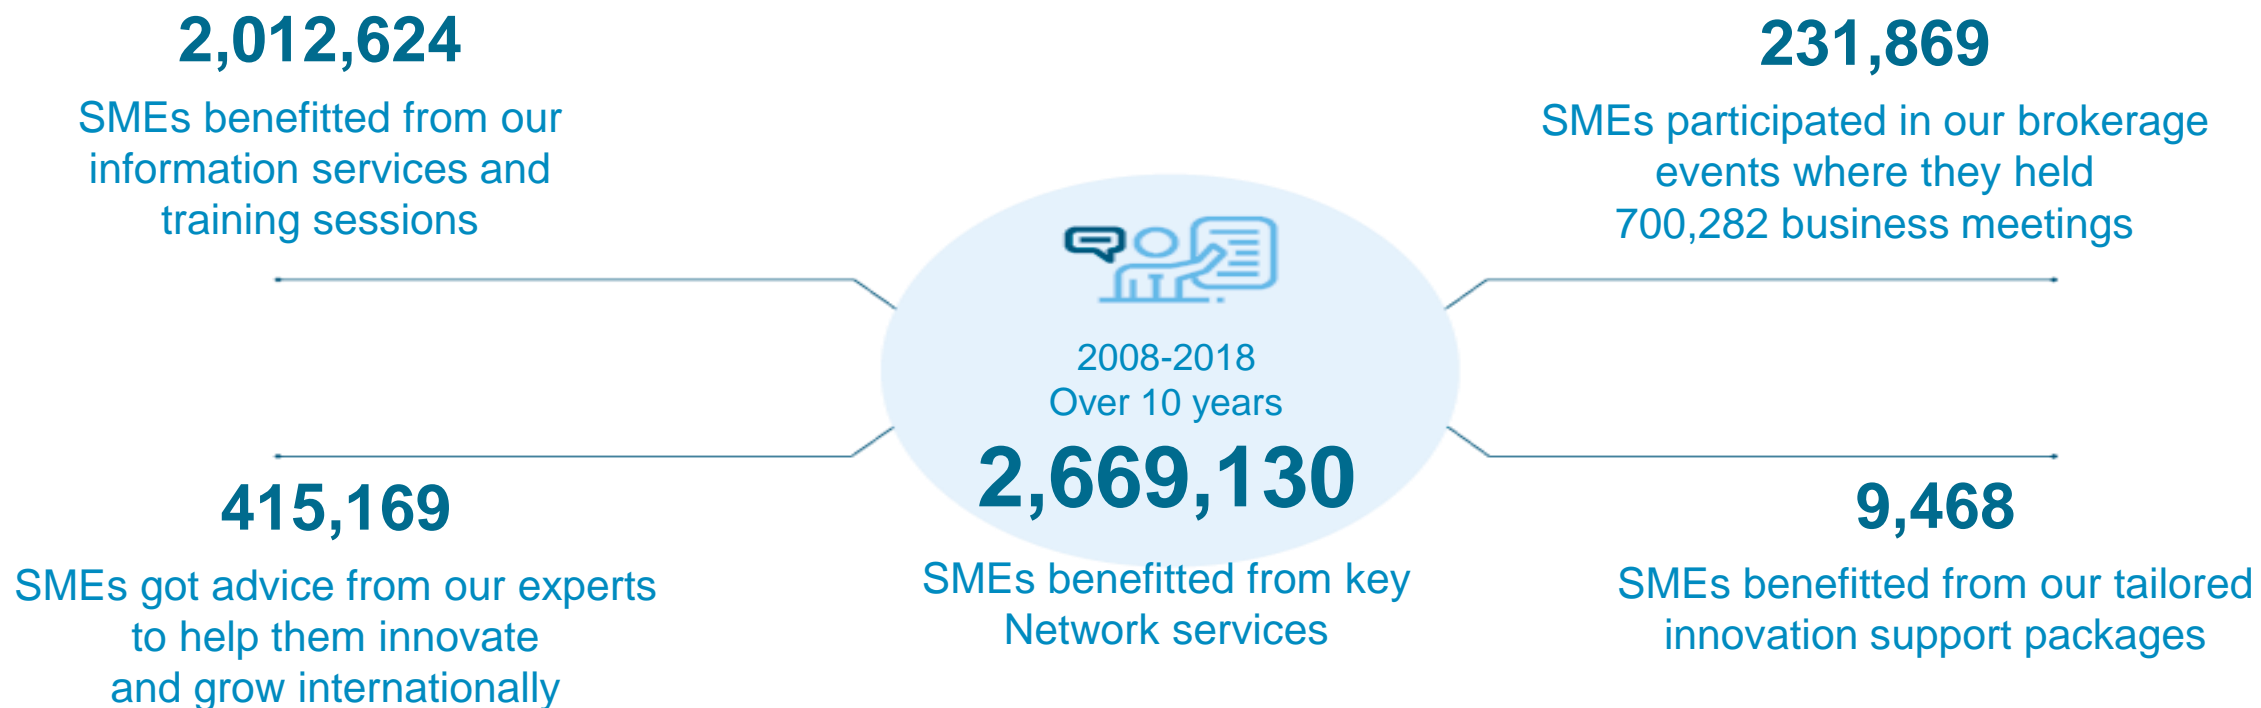 2,012,624
SMEs benefitted from our
information services and
training sessions
231,869
SMEs participated in our brokerage
events where they held
700,282 business meetings
2008-2018
Over 10 years
2,669,130
SMEs benefitted from key
Network services
415,169
SMEs got advice from our experts
to help them innovate
and grow internationally
9,468
SMEs benefitted from our tailored
innovation support packages